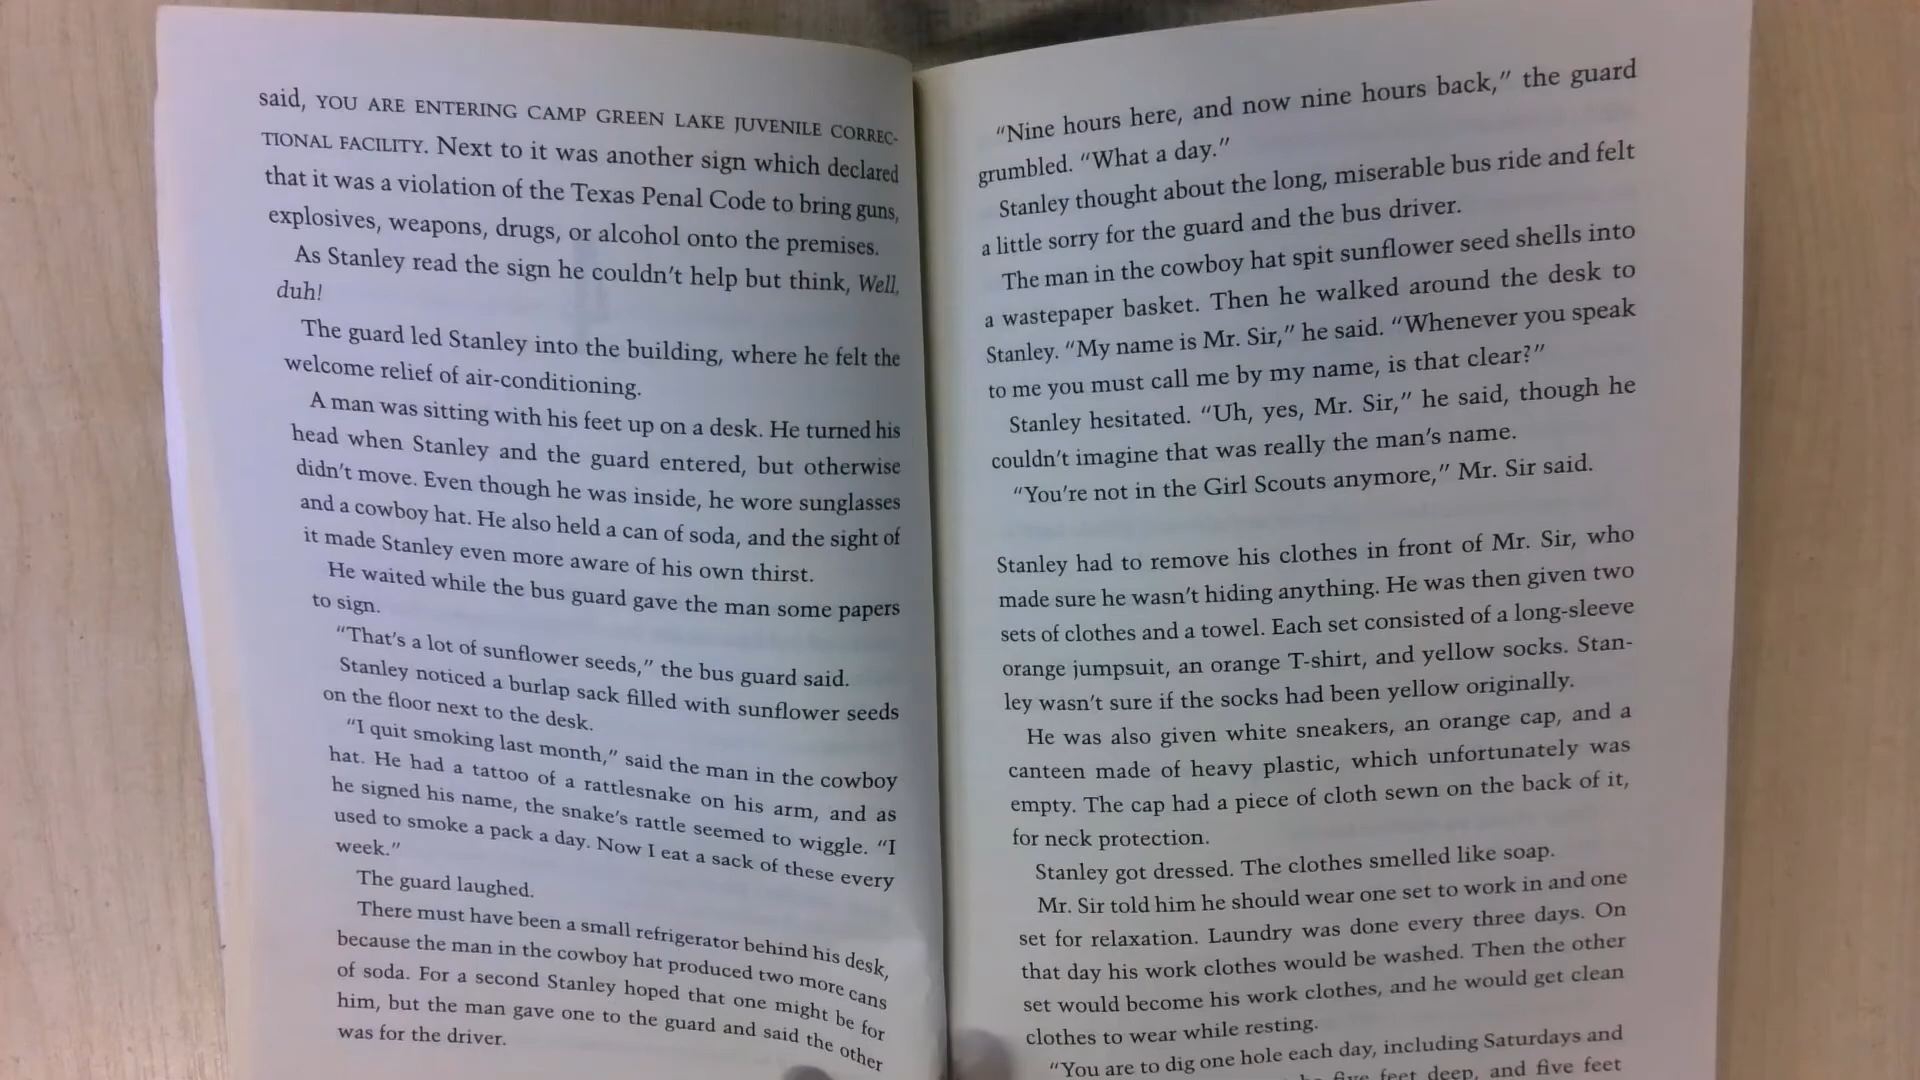 said, YOU ARE ENTERING CAMP GREEN LAKE JUVENILE CORREC-
TIONAL FACILITY. Next to it was another sign which declared
that it was a violation of the Texas Penal Code to bring guns,
explosives, weapons, drugs, or alcohol onto the premises.
As Stanley read the sign he couldn't help but think, Well,
duh!
The guard led Stanley into the building, where he felt the
welcome relief of air-conditioning.
A man was sitting with his feet up on a desk. He turned his
head when Stanley and the guard entered, but otherwise
didn't move. Even though he was inside, he wore sunglasses
and a cowboy hat. He also held a can of soda, and the sight of
it made Stanley even more aware of his own thirst.
He waited while the bus guard gave the man some papers
to sign.
"That's a lot of sunflower seeds," the bus guard said.
Stanley noticed a burlap sack filled with sunflower seeds
on the floor next to the desk.
"I quit smoking last month," said the man in the cowboy
hat. He had a tattoo of a rattlesnake on his arm, and as
he signed his name, the snake's rattle seemed to wiggle. "I
used to smoke a pack a day. Now I eat a sack of these every
week."
The guard laughed.
There must have been a small refrigerator behind his desk,
because the man in the cowboy hat produced two more cans
of soda. For a second Stanley hoped that one might be for
him, but the man gave one to the guard and said the other
was for the driver.
"Nine hours here, and now nine hours back," the guard
grumbled. "What a day."
Stanley thought about the long, miserable bus ride and felt
a little sorry for the guard and the bus driver.
The man in the cowboy hat spit sunflower seed shells into
a wastepaper basket. Then he walked around the desk to
Stanley. "My name is Mr. Sir," he said. "Whenever you speak
to me you must call me by my name, is that clear?"
Stanley hesitated. "Uh, yes, Mr. Sir," he said, though he
couldn't imagine that was really the man's name.
"You're not in the Girl Scouts anymore," Mr. Sir said.
Stanley had to remove his clothes in front of Mr. Sir, who
made sure he wasn't hiding anything. He was then given two
sets of clothes and a towel. Each set consisted of a long-sleeve
orange jumpsuit, an orange T-shirt, and yellow socks. Stan-
ley wasn't sure if the socks had been yellow originally.
He was also given white sneakers, an orange cap, and a
canteen made of heavy plastic, which unfortunately was
empty. The cap had a piece of cloth sewn on the back of it,
for neck protection.
Stanley got dressed. The clothes smelled like soap.
Mr. Sir told him he should wear one set to work in and one
set for relaxation. Laundry was done every three days. On
that day his work clothes would be washed. Then the other
set would become his work clothes, and he would get clean
clothes to wear while resting.
"You are to dig one hole each day, including Saturdays and
five feet deep, and five feet